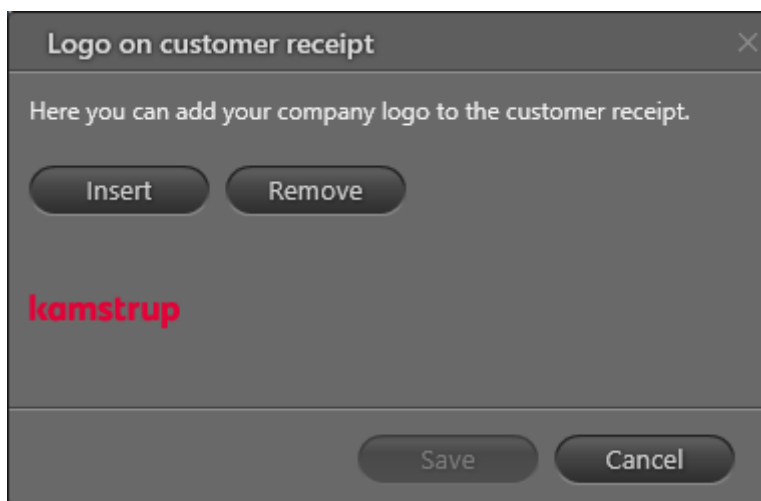 Logo on customer receipt
Here you can add your company logo to the customer receipt.
Insert Remove
kamstrup
Save Cancel